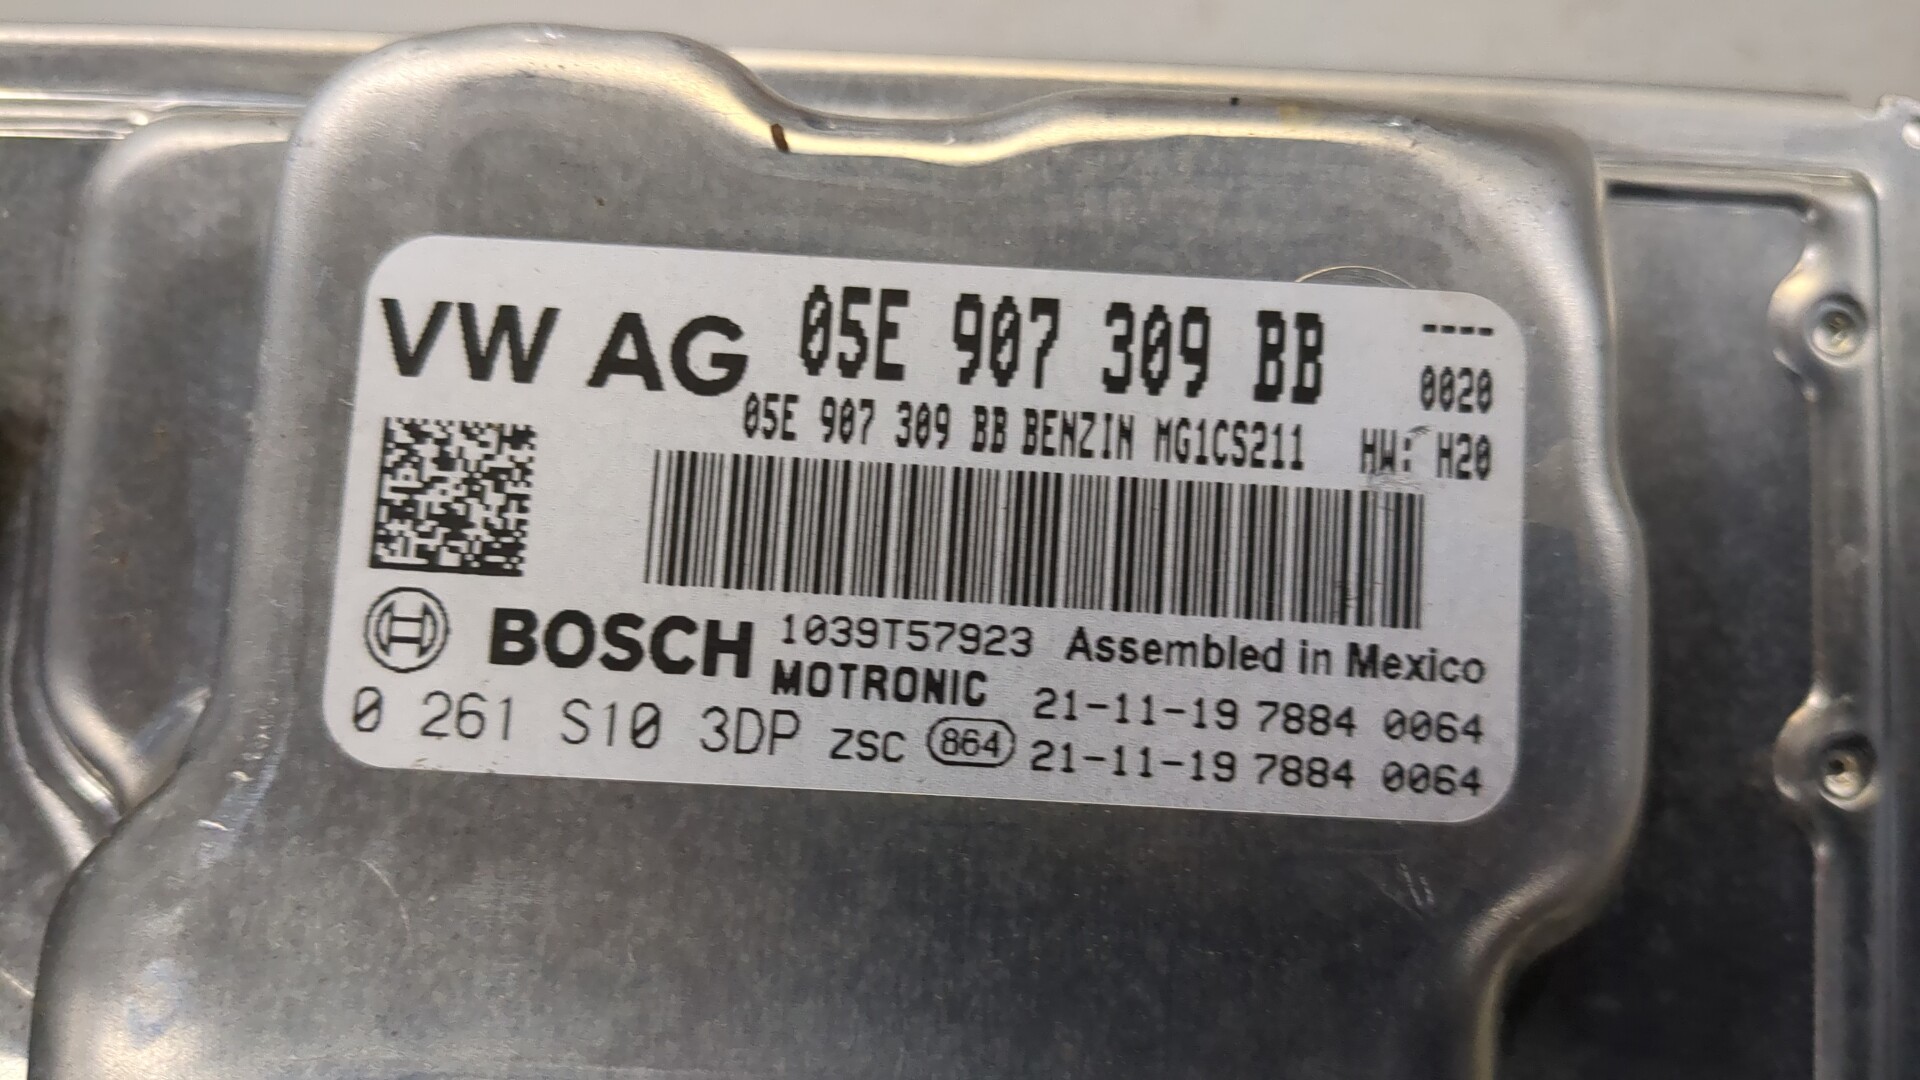 VW AG 05E 907 309 BB ----
0020
05E 907 309 BB BENZIN MG1CS211 HW: H20
BOSCH 1039T57923 Assembled in Mexico
MOTRONIC 21-11-19 7884 0064
0 261 S10 3DP ZSC 864 21-11-19 7884 0064